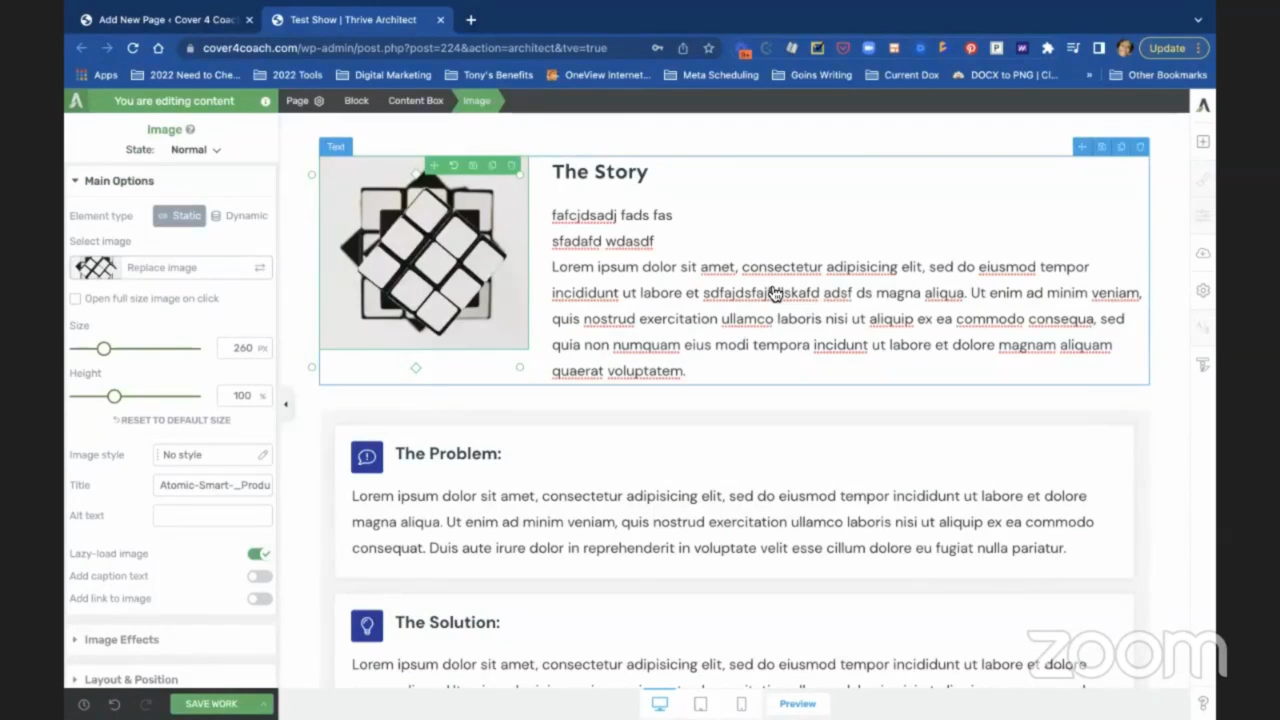 Add New Page ‹ Cover 4 Coac
Test Show | Thrive Architect
cover4coach.com/wp-admin/post.php?post=224&action=architect&tve=true
Update
Apps
2022 Need to Che...
2022 Tools
Digital Marketing
Tony's Benefits
OneView Internet...
Meta Scheduling
Goins Writing
Current Dox
DOCX to PNG | Cl...
»
Other Bookmarks
You are editing content
Page
Block
Content Box
Image
Image
State: Normal
Main Options
Element type Static Dynamic
Select image
Replace image
Open full size image on click
Size
260 PX
Height
100 %
RESET TO DEFAULT SIZE
Image style No style
Title Atomic-Smart-_Produ
Alt text
Lazy-load image
Add caption text
Add link to image
Image Effects
Layout & Position
SAVE WORK
Text
The Story
fafcjdsadj fads fas
sfadafd wdasdf
Lorem ipsum dolor sit amet, consectetur adipisicing elit, sed do eiusmod tempor
incididunt ut labore et adsf ds magna aliqua. Ut enim ad minim veniam,
quis nostrud exercitation ullamco laboris nisi ut aliquip ex ea commodo consequa, sed
quia non numquam eius modi tempora incidunt ut labore et dolore magnam aliquam
quaerat voluptatem.
The Problem:
Lorem ipsum dolor sit amet, consectetur adipisicing elit, sed do eiusmod tempor incididunt ut labore et dolore
magna aliqua. Ut enim ad minim veniam, quis nostrud exercitation ullamco laboris nisi ut aliquip ex ea commodo
consequat. Duis aute irure dolor in reprehenderit in voluptate velit esse cillum dolore eu fugiat nulla pariatur.
The Solution:
Lorem ipsum dolor sit amet, consectetur adipisicing elit, sed do eiusmod tempor incididunt ut labore et dolore
zoom
Preview